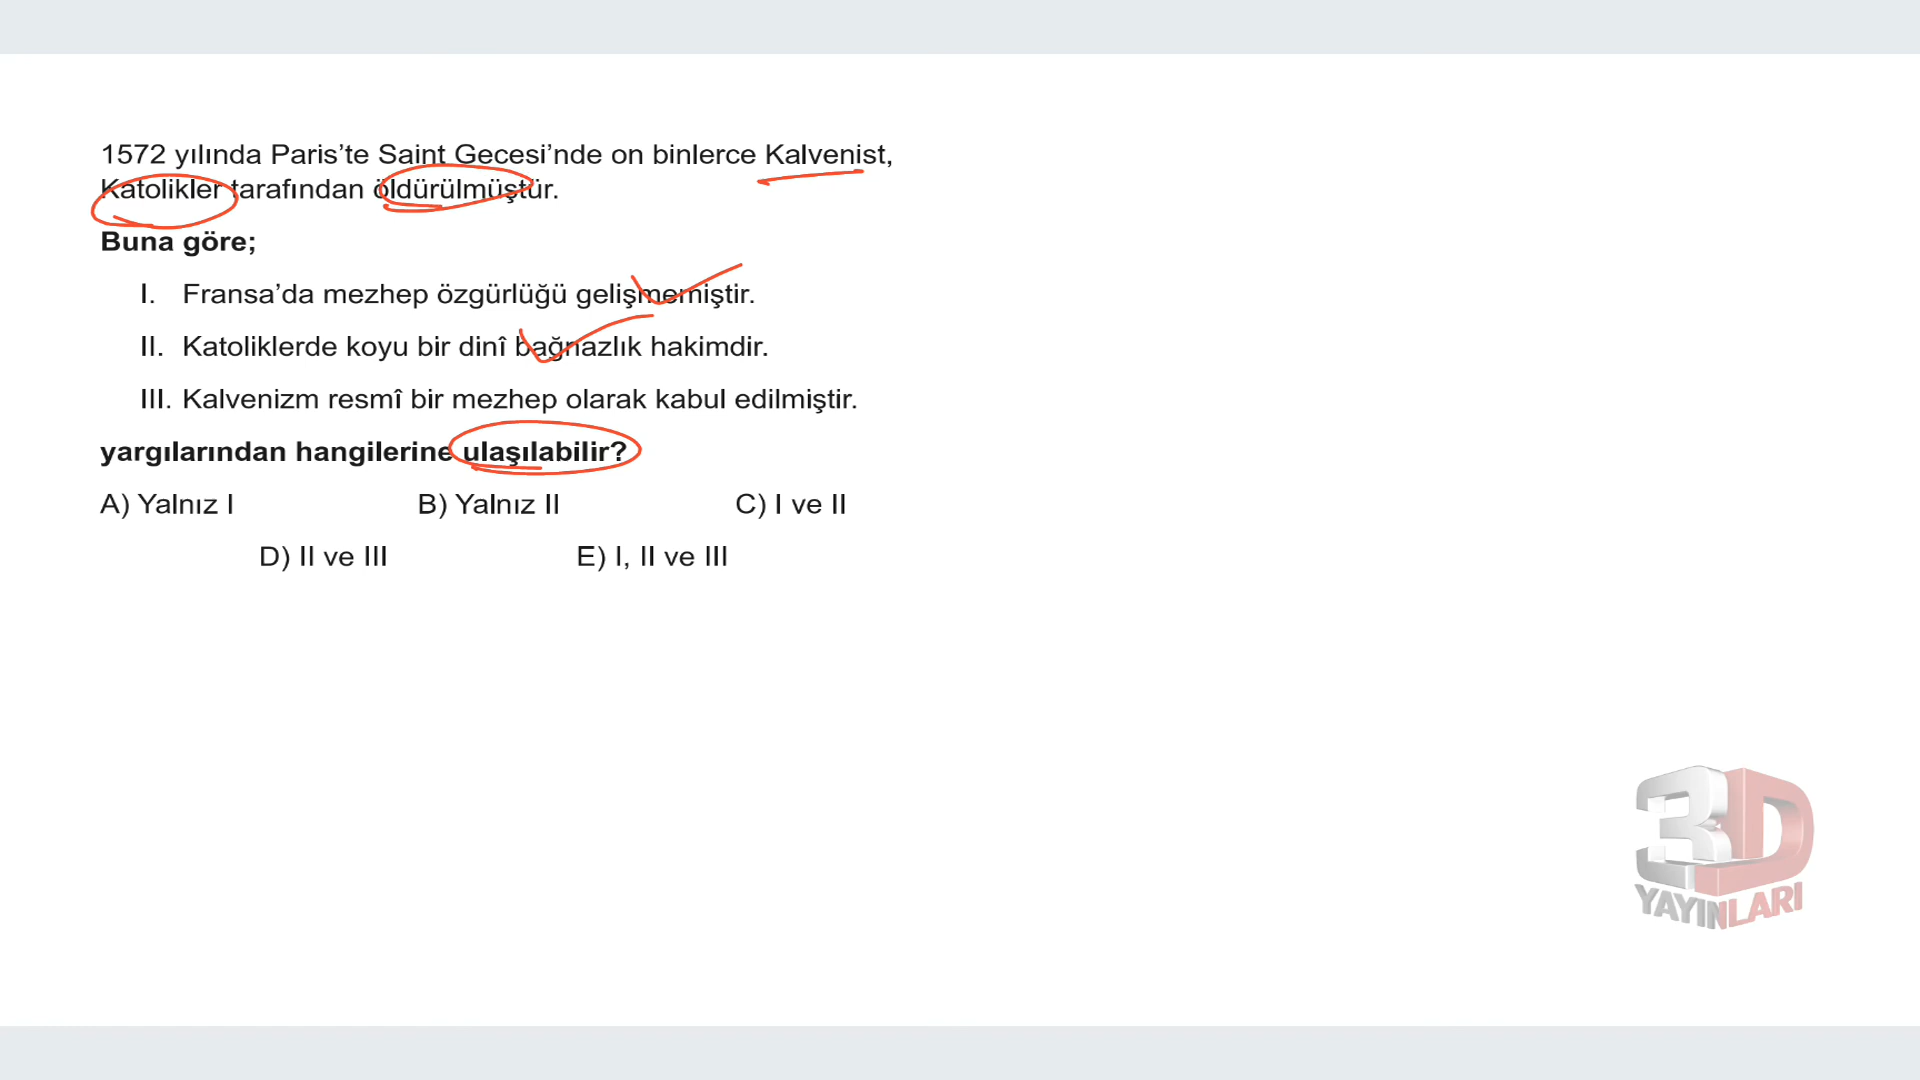 1572 yılında Paris’te Saint Gecesi’nde on binlerce Kalvenist,
Katolikler tarafından öldürülmüştür.
Buna göre;
I. Fransa’da mezhep özgürlüğü gelişmemiştir.
II. Katoliklerde koyu bir dinî bağnazlık hakimdir.
III. Kalvenizm resmî bir mezhep olarak kabul edilmiştir.
yargılarından hangilerine ulaşılabilir?
A) Yalnız I B) Yalnız II C) I ve II
D) II ve III E) I, II ve III
3D
YAYINLARI